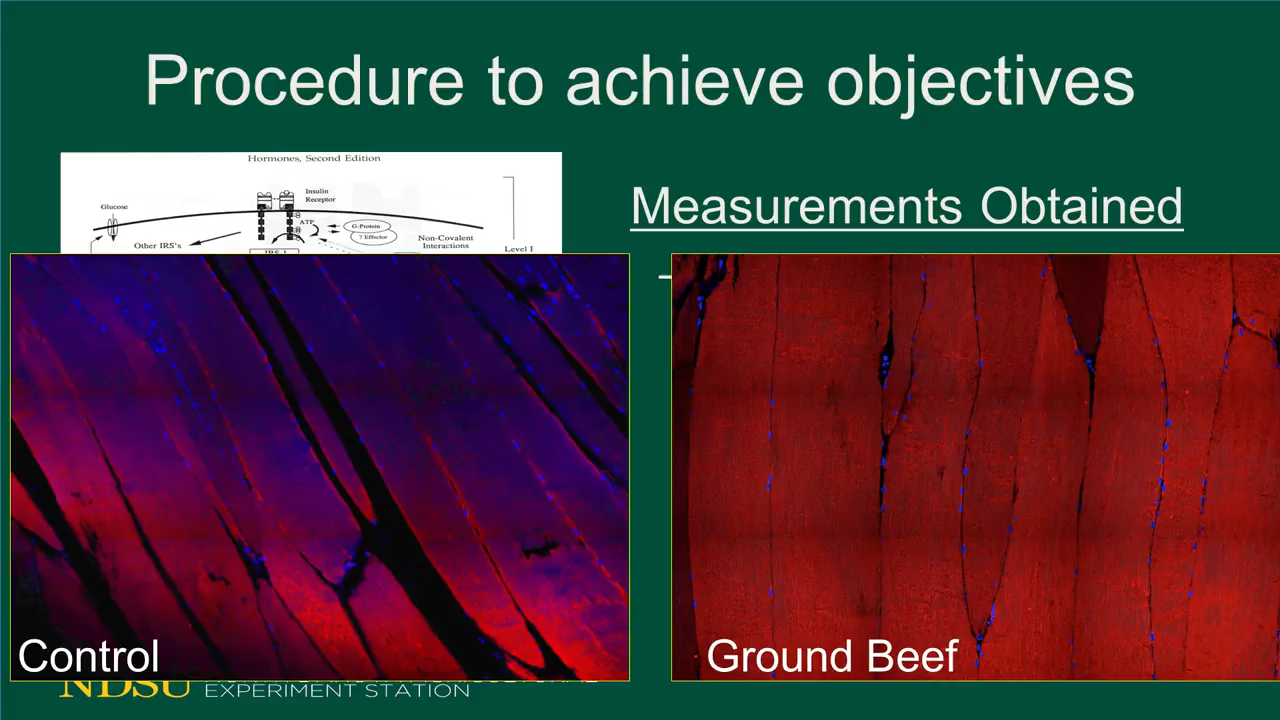 Procedure to achieve objectives
Hormones, Second Edition
Insulin
Receptor
Glucose
ATP
G-Protein
? Effector
Other IRS's
Non-Covalent
Interactions
Level I
Measurements Obtained
Control
Ground Beef
NDSU
EXPERIMENT STATION